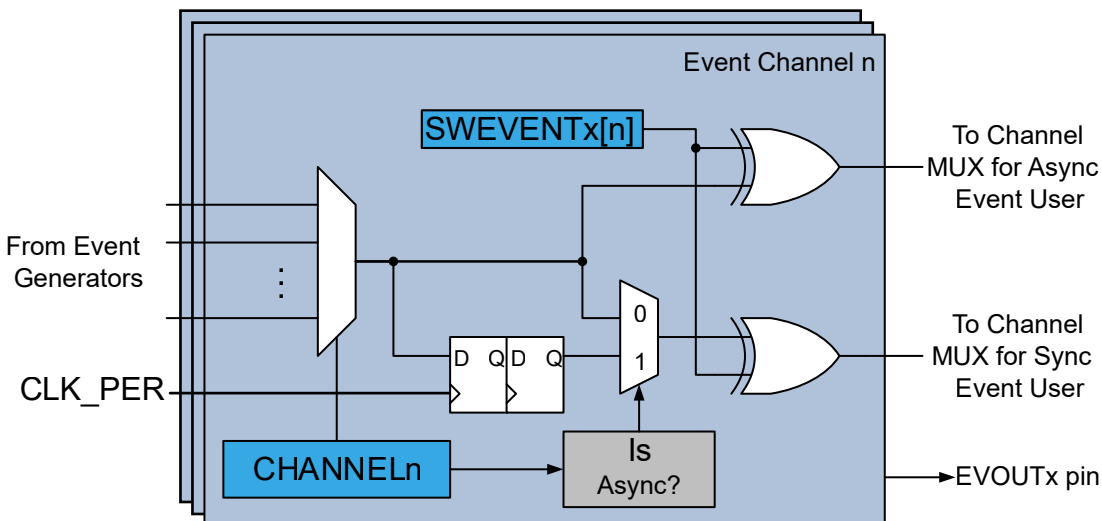 Event Channel n
SWEVENTx[n]
To Channel
MUX for Async
Event User
From Event
Generators
0
1
To Channel
MUX for Sync
Event User
D Q D Q
CLK_PER
CHANNELn
Is
Async?
EVOUTx pin